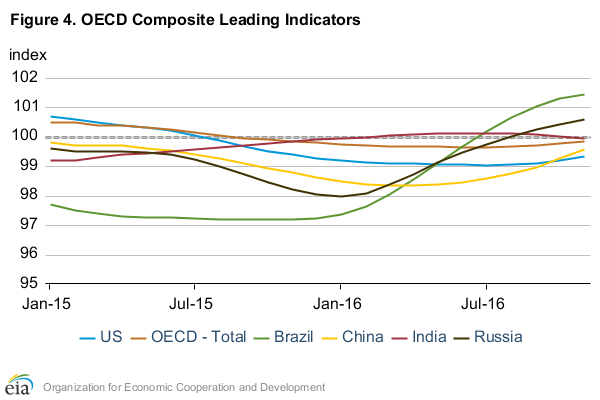 Figure 4. OECD Composite Leading Indicators
index
102
101
100
99
98
97
96
95
Jan-15 Jul-15 Jan-16 Jul-16
US OECD - Total Brazil China India Russia
eia Organization for Economic Cooperation and Development